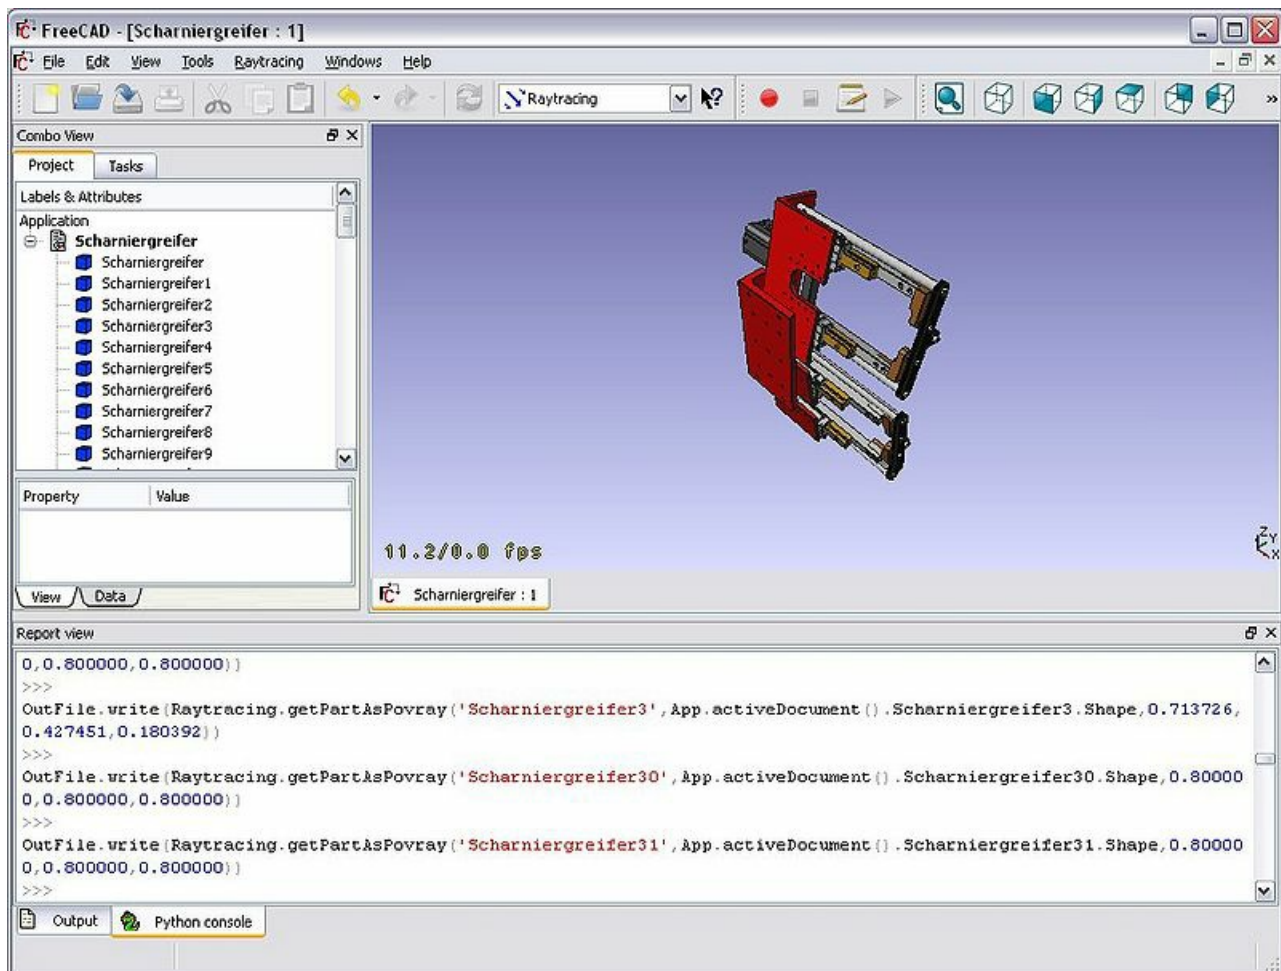 FreeCAD - [Scharniergreifer : 1]
File Edit View Tools Raytracing Windows Help
Raytracing
Combo View
Project Tasks
Labels & Attributes
Application
Scharniergreifer
Scharniergreifer
Scharniergreifer1
Scharniergreifer2
Scharniergreifer3
Scharniergreifer4
Scharniergreifer5
Scharniergreifer6
Scharniergreifer7
Scharniergreifer8
Scharniergreifer9
Property Value
View Data
11.2/0.0 fps
Z
Y
X
Scharniergreifer : 1
Report view
0,0.800000,0.800000))
>>>
OutFile.write(Raytracing.getPartAsPovray('Scharniergreifer3',App.activeDocument().Scharniergreifer3.Shape,0.713726,
0.427451,0.180392))
>>>
OutFile.write(Raytracing.getPartAsPovray('Scharniergreifer30',App.activeDocument().Scharniergreifer30.Shape,0.80000
0,0.800000,0.800000))
>>>
OutFile.write(Raytracing.getPartAsPovray('Scharniergreifer31',App.activeDocument().Scharniergreifer31.Shape,0.80000
0,0.800000,0.800000))
>>>
Output Python console